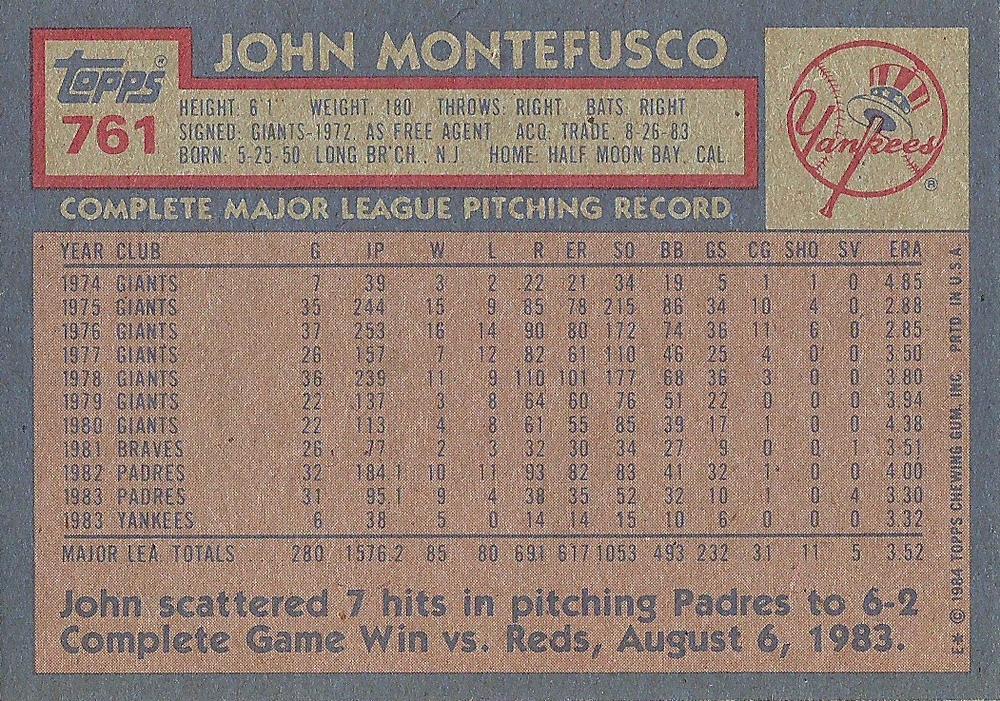 Topps®
761
JOHN MONTEFUSCO
HEIGHT: 6'1" WEIGHT: 180 THROWS: RIGHT BATS: RIGHT
SIGNED: GIANTS-1972, AS FREE AGENT ACQ: TRADE, 8-26-83
BORN: 5-25-50, LONG BR'CH., N.J. HOME: HALF MOON BAY, CAL.
Yankees ®
COMPLETE MAJOR LEAGUE PITCHING RECORD
YEAR CLUB G IP W L R ER SO BB GS CG SHO SV ERA
1974 GIANTS 7 39 3 2 22 21 34 19 5 1 1 0 4.85
1975 GIANTS 35 244 15 9 85 78 215 86 34 10 4 0 2.88
1976 GIANTS 37 253 16 14 90 80 172 74 36 11 6 0 2.85
1977 GIANTS 26 157 7 12 82 61 110 46 25 4 0 0 3.50
1978 GIANTS 36 239 11 9 110 101 177 68 36 3 0 0 3.80
1979 GIANTS 22 137 3 8 64 60 76 51 22 0 0 0 3.94
1980 GIANTS 22 113 4 8 61 55 85 39 17 1 0 0 4.38
1981 BRAVES 26 77 2 3 32 30 34 27 9 0 0 1 3.51
1982 PADRES 32 184.1 10 11 93 82 83 41 32 1 0 0 4.00
1983 PADRES 31 95.1 9 4 38 35 52 32 10 1 0 4 3.30
1983 YANKEES 6 38 5 0 14 14 15 10 6 0 0 0 3.32
MAJOR LEA. TOTALS 280 1576.2 85 80 691 617 1053 493 232 31 11 5 3.52
John scattered 7 hits in pitching Padres to 6-2
Complete Game Win vs. Reds, August 6, 1983.
E* © 1984 TOPPS CHEWING GUM, INC. PRTD. IN U.S.A.